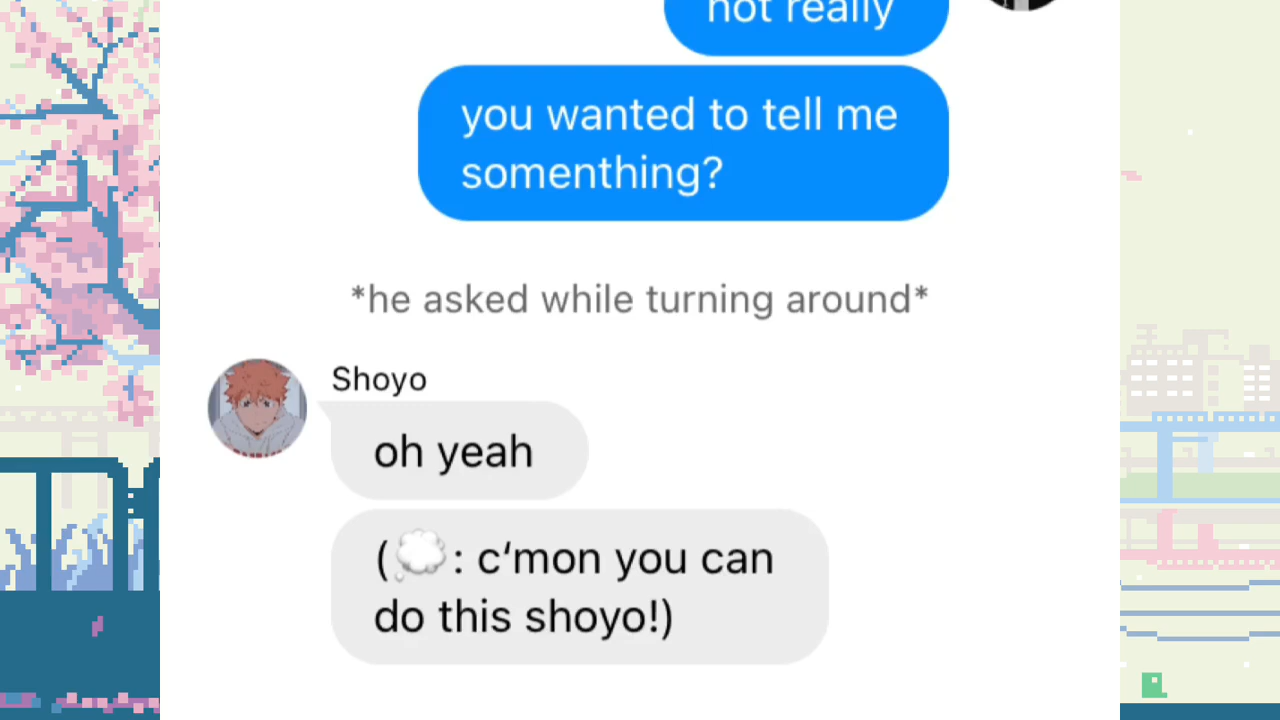 not really
you wanted to tell me
somenthing?
*he asked while turning around*
Shoyo
oh yeah
(💭: c‘mon you can
do this shoyo!)